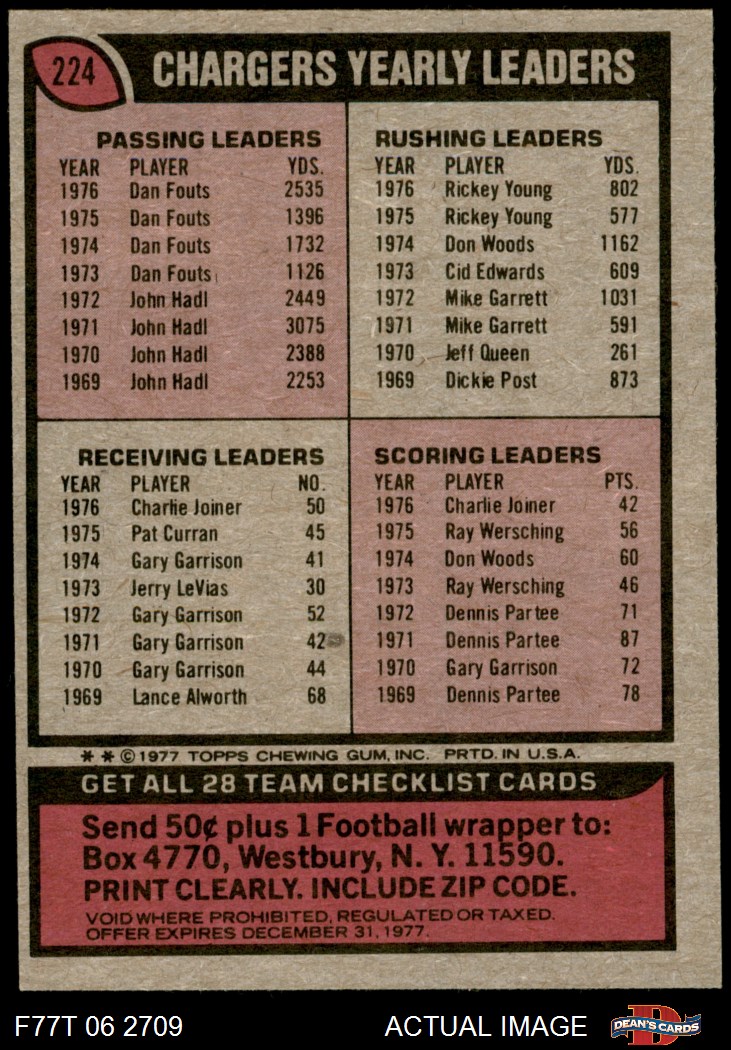 224
CHARGERS YEARLY LEADERS
PASSING LEADERS
YEAR PLAYER YDS.
1976 Dan Fouts 2535
1975 Dan Fouts 1396
1974 Dan Fouts 1732
1973 Dan Fouts 1126
1972 John Hadl 2449
1971 John Hadl 3075
1970 John Hadl 2388
1969 John Hadl 2253
RUSHING LEADERS
YEAR PLAYER YDS.
1976 Rickey Young 802
1975 Rickey Young 577
1974 Don Woods 1162
1973 Cid Edwards 609
1972 Mike Garrett 1031
1971 Mike Garrett 591
1970 Jeff Queen 261
1969 Dickie Post 873
RECEIVING LEADERS
YEAR PLAYER NO.
1976 Charlie Joiner 50
1975 Pat Curran 45
1974 Gary Garrison 41
1973 Jerry LeVias 30
1972 Gary Garrison 52
1971 Gary Garrison 42
1970 Gary Garrison 44
1969 Lance Alworth 68
SCORING LEADERS
YEAR PLAYER PTS.
1976 Charlie Joiner 42
1975 Ray Wersching 56
1974 Don Woods 60
1973 Ray Wersching 46
1972 Dennis Partee 71
1971 Dennis Partee 87
1970 Gary Garrison 72
1969 Dennis Partee 78
* * © 1977 TOPPS CHEWING GUM, INC. PRTD. IN U.S.A.
GET ALL 28 TEAM CHECKLIST CARDS
Send 50¢ plus 1 Football wrapper to:
Box 4770, Westbury, N. Y. 11590.
PRINT CLEARLY. INCLUDE ZIP CODE.
VOID WHERE PROHIBITED, REGULATED OR TAXED.
OFFER EXPIRES DECEMBER 31, 1977.
F77T 06 2709
ACTUAL IMAGE
D
DEAN'S CARDS